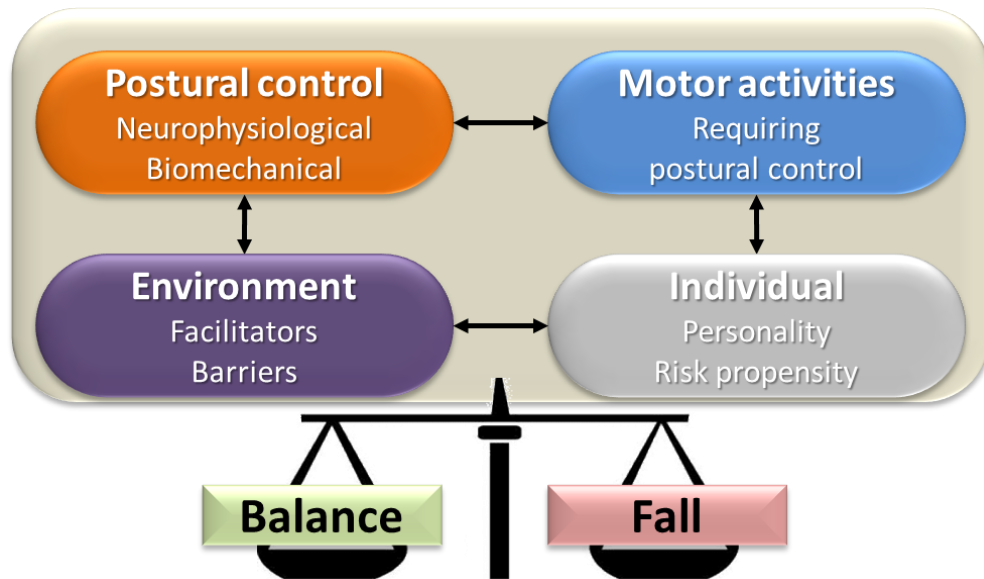 Postural control
Neurophysiological
Biomechanical
Motor activities
Requiring
postural control
Environment
Facilitators
Barriers
Individual
Personality
Risk propensity
Balance
Fall